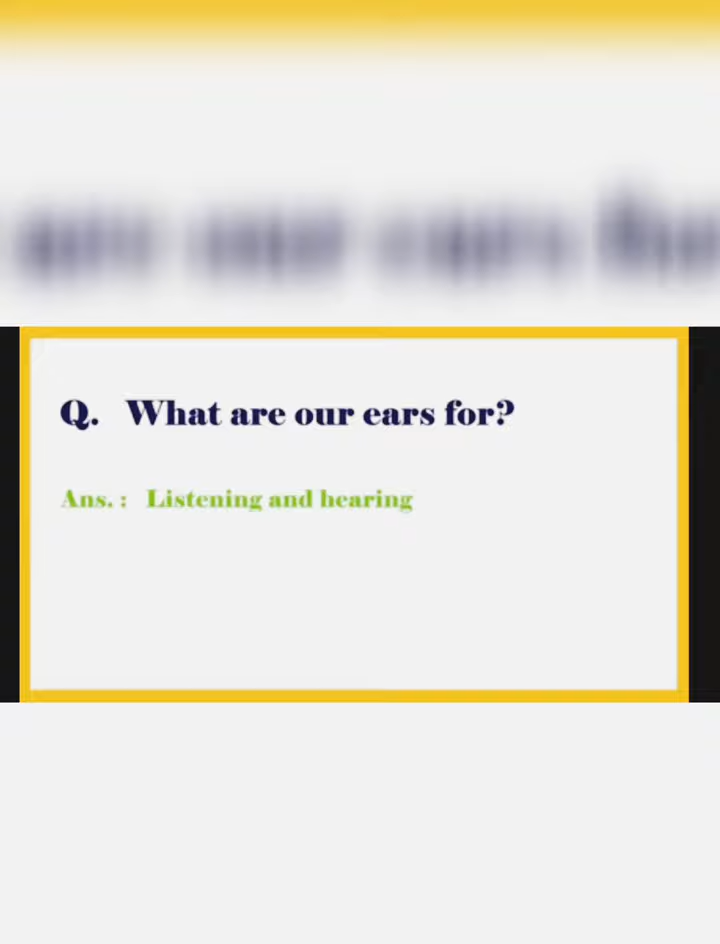 Q. What are our ears for?
Ans. : Listening and hearing